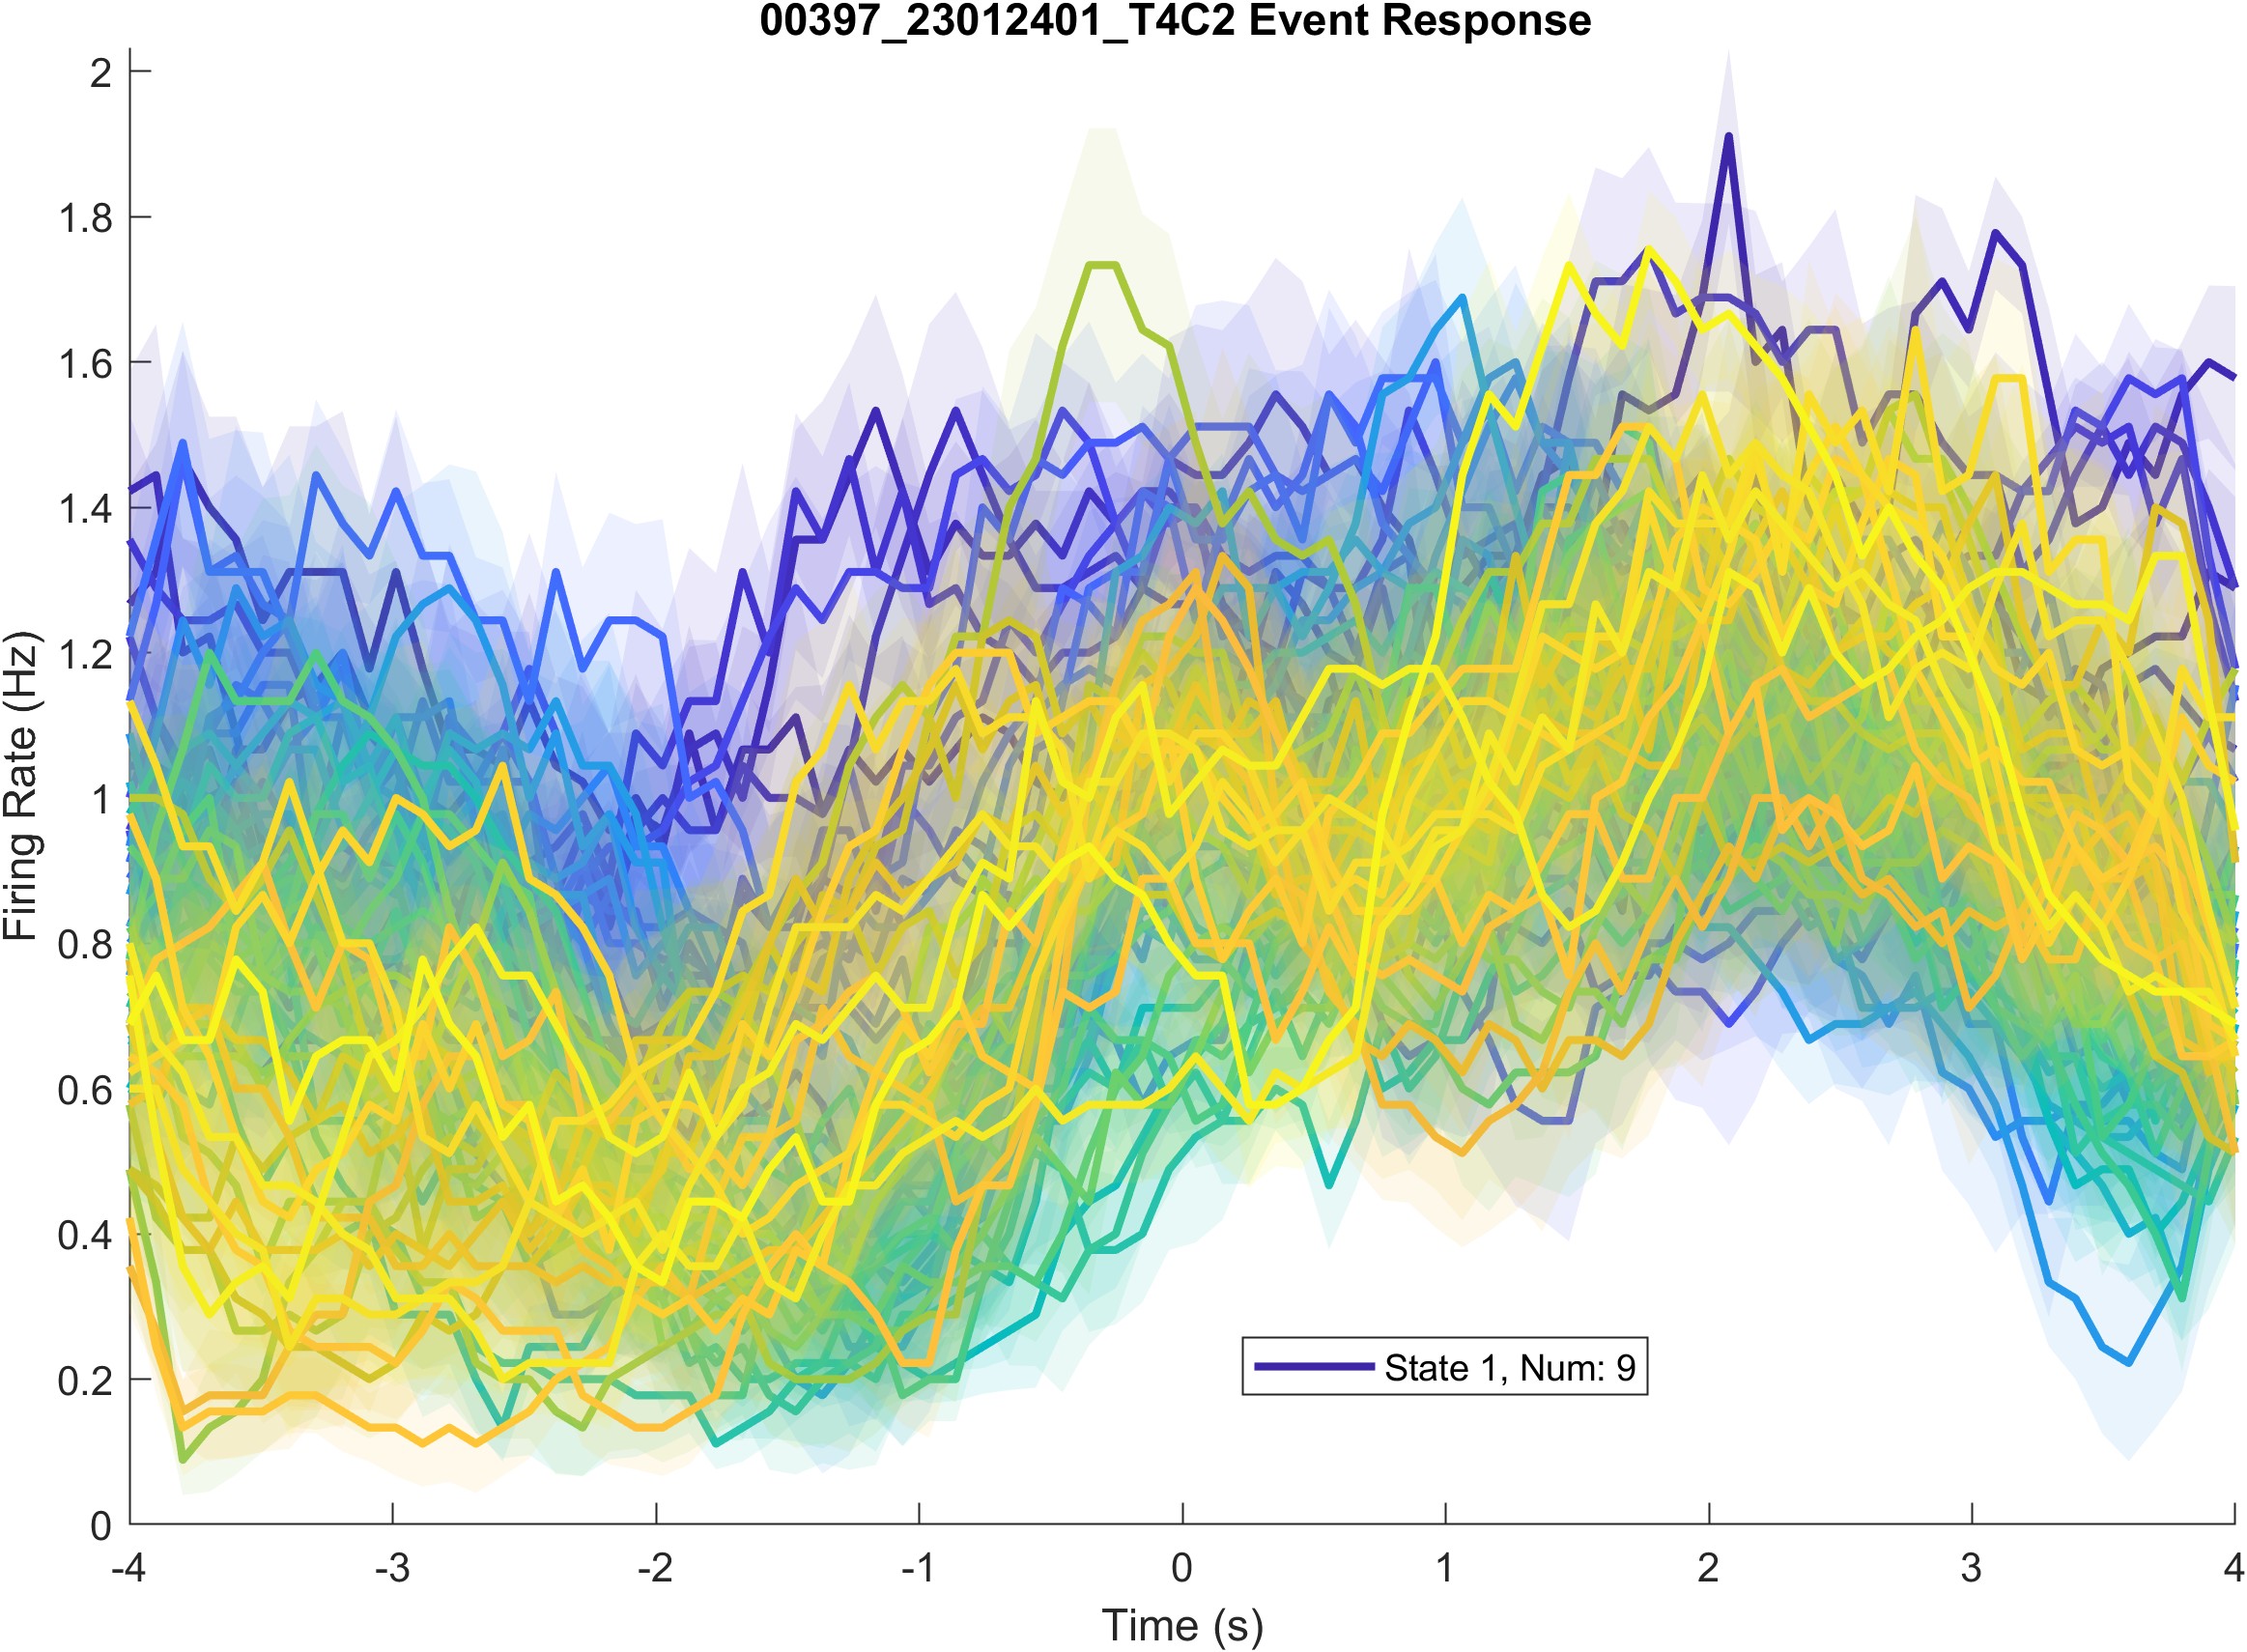 00397_23012401_T4C2 Event Response
2
1.8
1.6
1.4
1.2
1
0.8
0.6
0.4
0.2
0
Firing Rate (Hz)
State 1, Num: 9
-4 -3 -2 -1 0 1 2 3 4
Time (s)